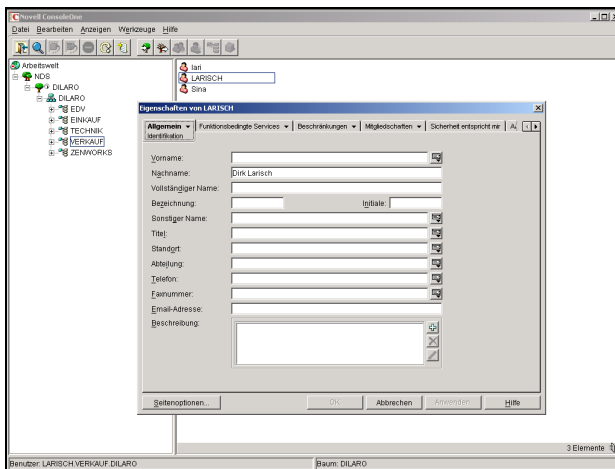 Novell ConsoleOne
Datei Bearbeiten Anzeigen Werkzeuge Hilfe
Arbeitswelt
NDS
DILARO
DILARO
EDV
EINKAUF
TECHNIK
VERKAUF
ZENWORKS
lari
LARISCH
Sina
Eigenschaften von LARISCH
Allgemein Funktionsbedingte Services Beschränkungen Mitgliedschaften Sicherheit entspricht mir
Identifikation
Vorname:
Nachname: Dirk Larisch
Vollständiger Name:
Bezeichnung: Initiale:
Sonstiger Name:
Titel:
Standort:
Abteilung:
Telefon:
Faxnummer:
Email-Adresse:
Beschreibung:
Seitenoptionen... OK Abbrechen Anwenden Hilfe
3 Elemente
Benutzer: LARISCH.VERKAUF.DILARO Baum: DILARO